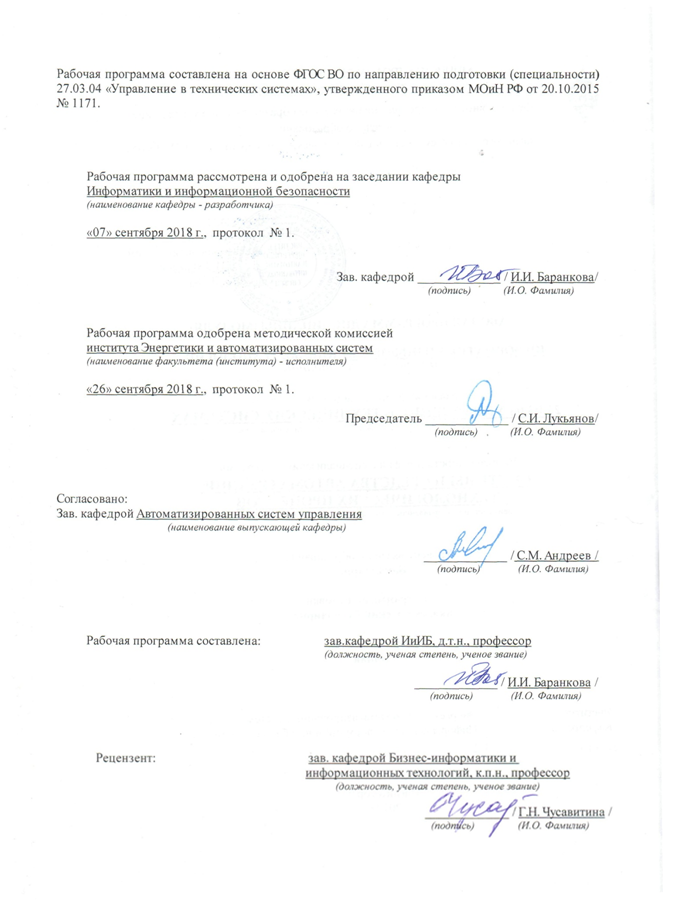 Рабочая программа составлена на основе ФГОС ВО по направлению подготовки (специальности)
27.03.04 «Управление в технических системах», утвержденного приказом МОиН РФ от 20.10.2015
№ 1171.
Рабочая программа рассмотрена и одобрена на заседании кафедры
Информатики и информационной безопасности
(наименование кафедры - разработчика)
«07» сентября 2018 г., протокол № 1.
Зав. кафедрой / И.И. Баранкова/
(подпись) (И.О. Фамилия)
Рабочая программа одобрена методической комиссией
института Энергетики и автоматизированных систем
(наименование факультета (института) - исполнителя)
«26» сентября 2018 г., протокол № 1.
Председатель / С.И. Лукьянов/
(подпись) (И.О. Фамилия)
Согласовано:
Зав. кафедрой Автоматизированных систем управления
(наименование выпускающей кафедры)
/ С.М. Андреев /
(подпись) (И.О. Фамилия)
Рабочая программа составлена: зав.кафедрой ИиИБ, д.т.н., профессор
(должность, ученая степень, ученое звание)
/ И.И. Баранкова /
(подпись) (И.О. Фамилия)
Рецензент: зав. кафедрой Бизнес-информатики и
информационных технологий, к.п.н., профессор
(должность, ученая степень, ученое звание)
/ Г.Н. Чусавитина /
(подпись) (И.О. Фамилия)